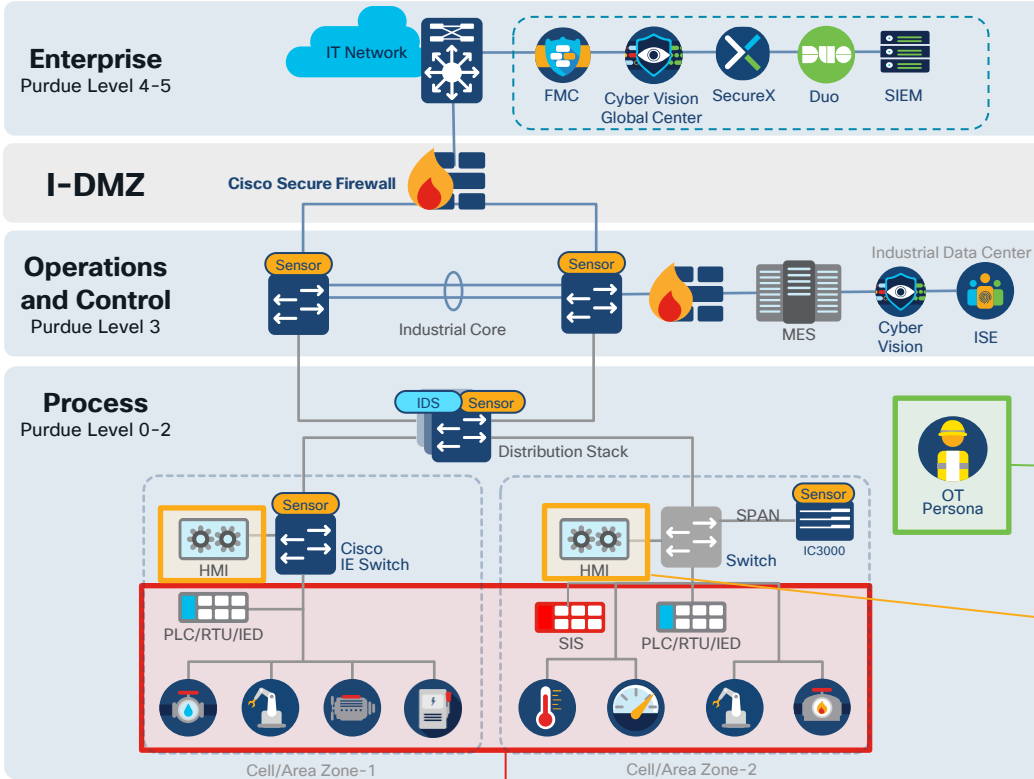 Enterprise
Purdue Level 4-5
IT Network
FMC
Cyber Vision
Global Center
SecureX
DUO
Duo
SIEM
I-DMZ
Cisco Secure Firewall
Operations
and Control
Purdue Level 3
Sensor
Industrial Core
Sensor
Industrial Data Center
MES
Cyber
Vision
ISE
Process
Purdue Level 0-2
IDS
Sensor
Distribution Stack
OT
Persona
Sensor
HMI
Cisco
IE Switch
HMI
Switch
SPAN
Sensor
IC3000
PLC/RTU/IED
SIS
PLC/RTU/IED
Cell/Area Zone-1
Cell/Area Zone-2